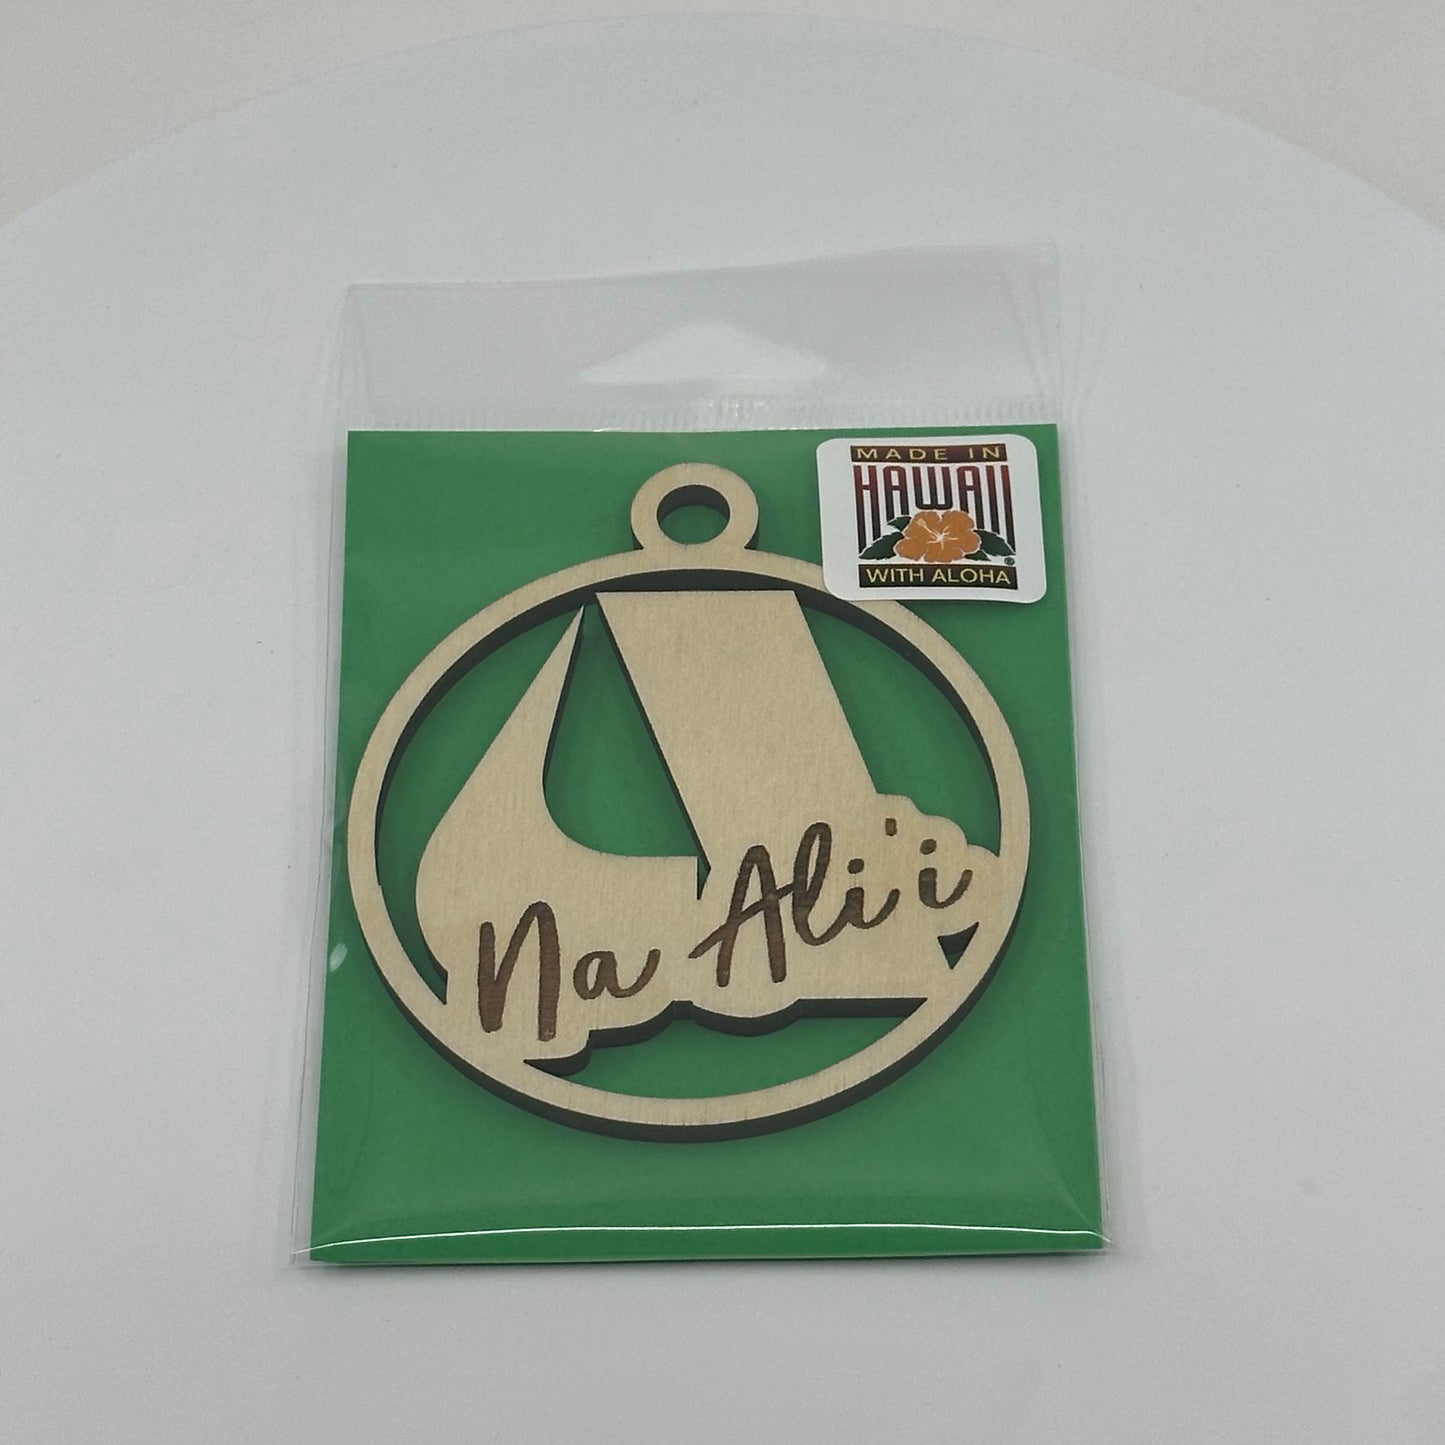 MADE IN
HAWAII
®
WITH ALOHA
Na Ali'i